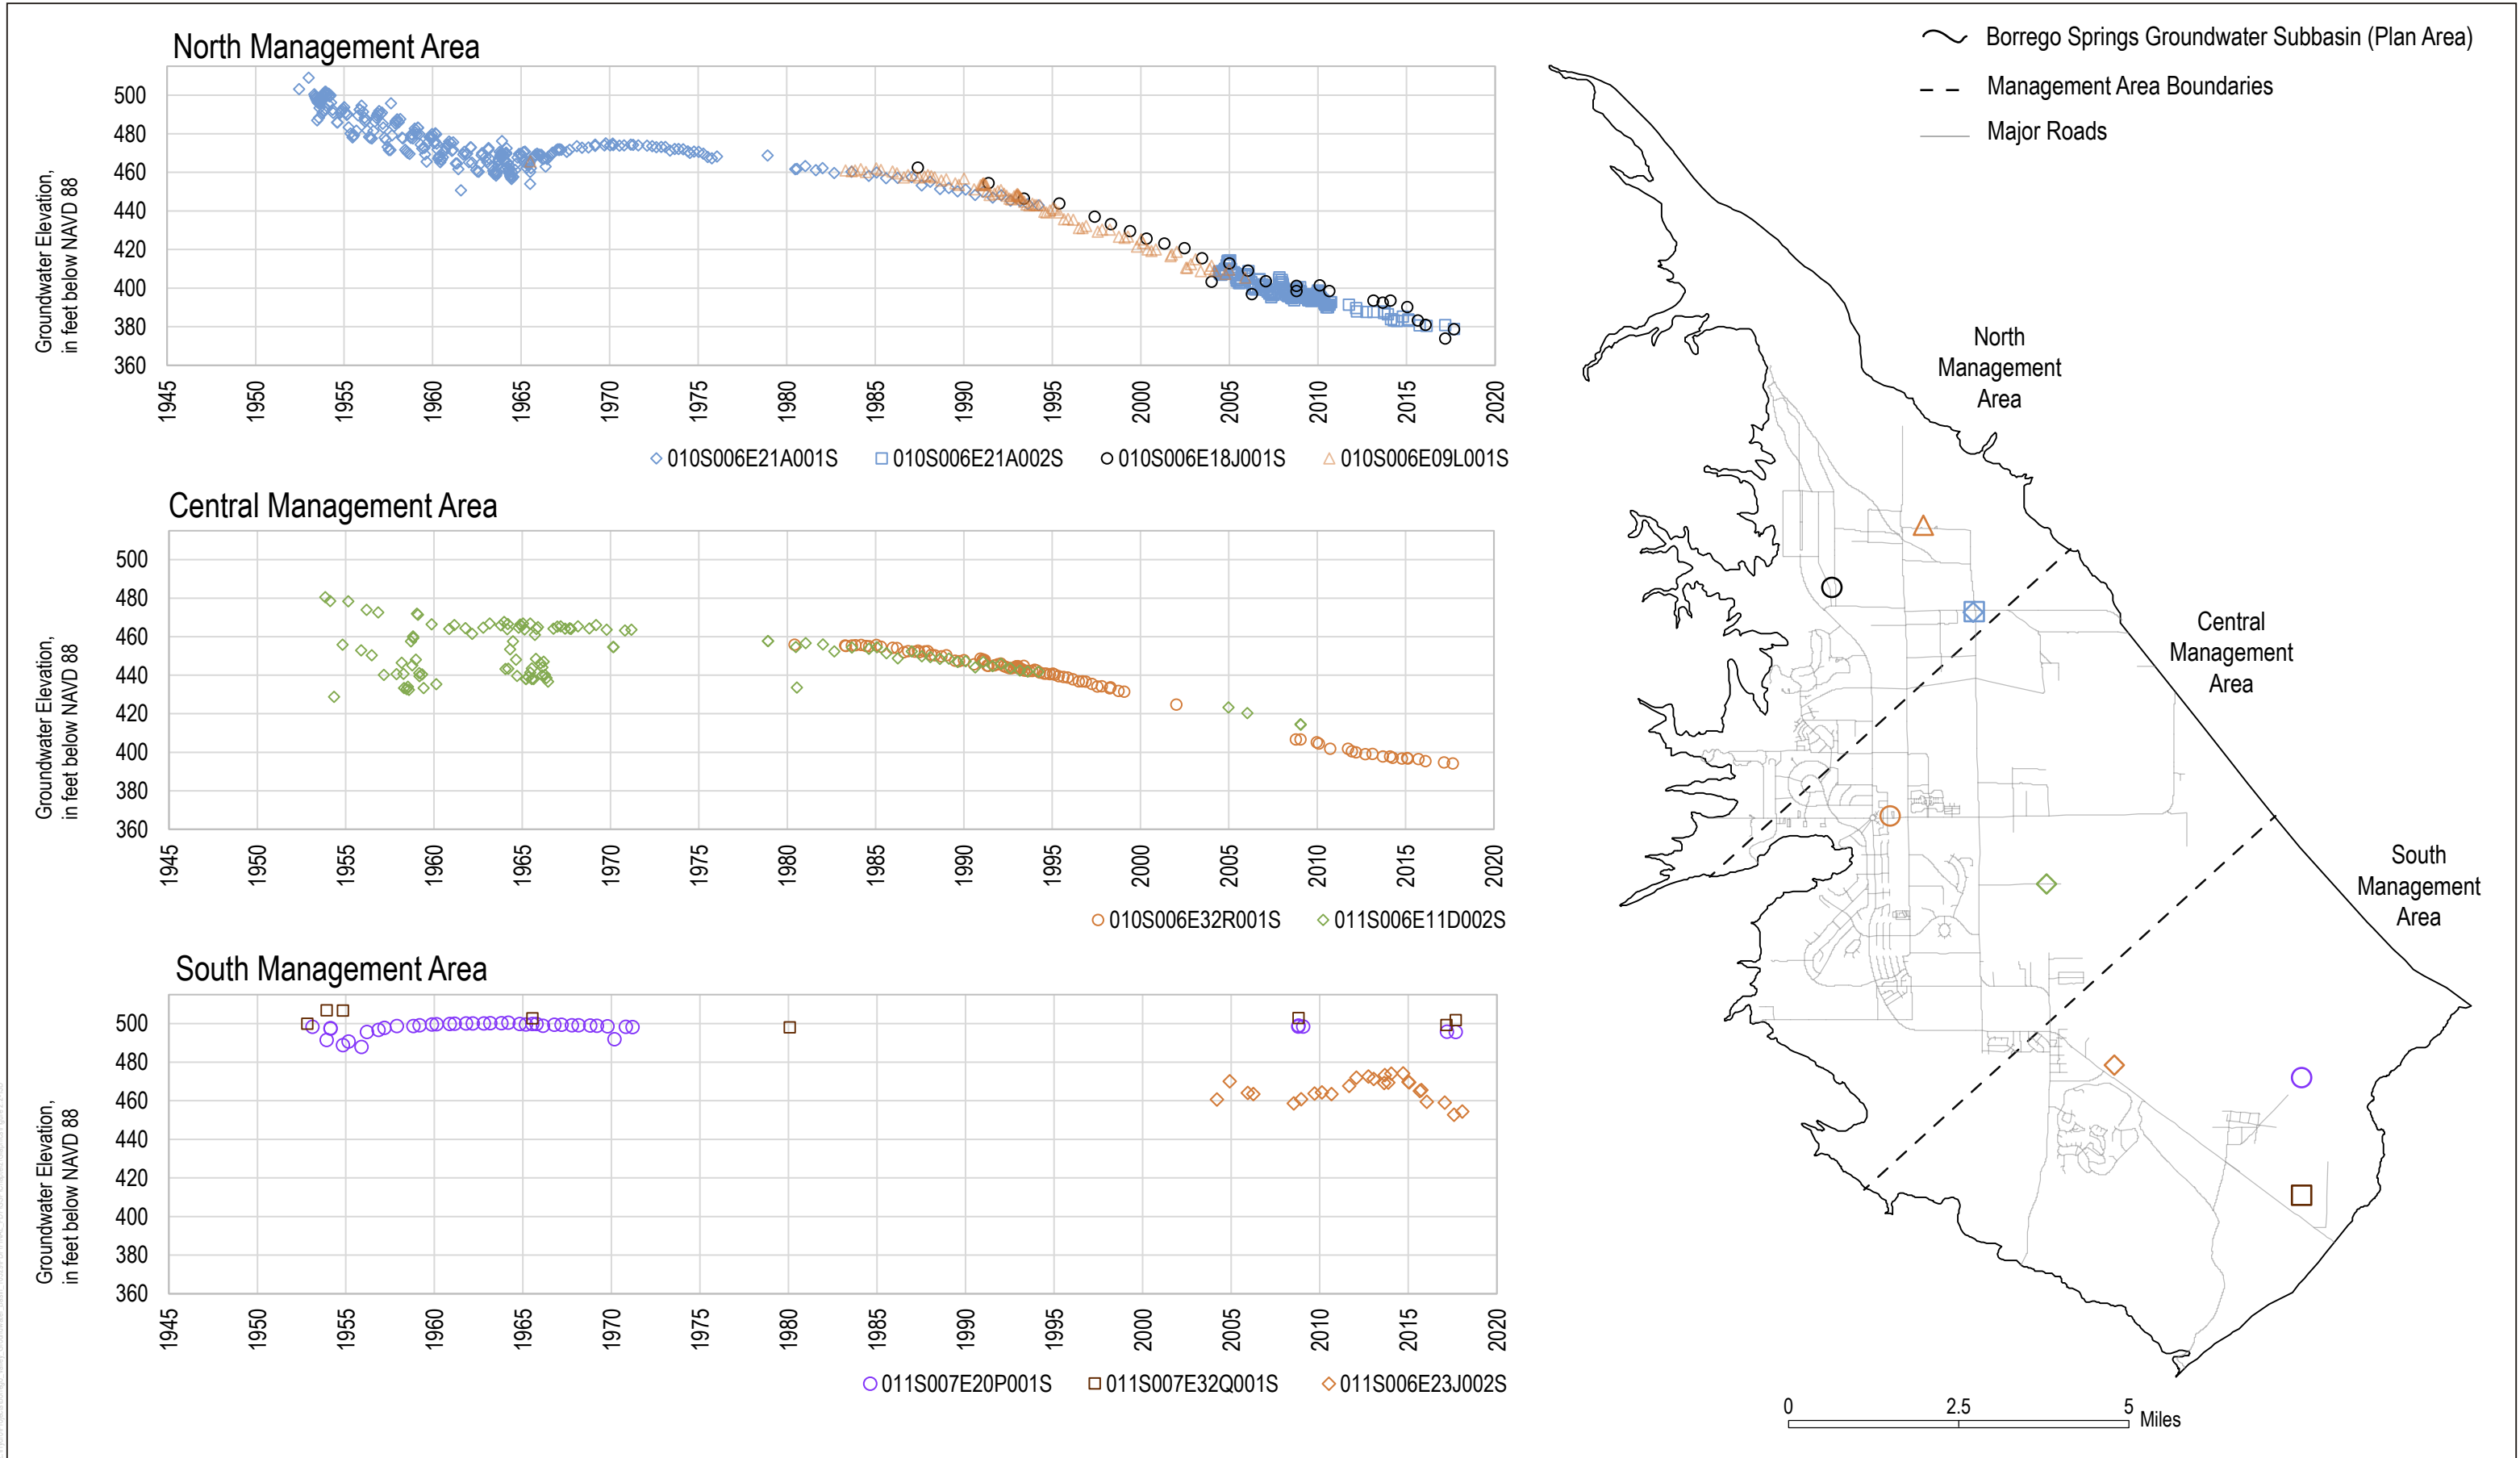 North Management Area
Groundwater Elevation,
in feet below NAVD 88
500
480
460
440
420
400
380
360
1945 1950 1955 1960 1965 1970 1975 1980 1985 1990 1995 2000 2005 2010 2015 2020
010S006E21A001S 010S006E21A002S 010S006E18J001S 010S006E09L001S
Central Management Area
Groundwater Elevation,
in feet below NAVD 88
500
480
460
440
420
400
380
360
1945 1950 1955 1960 1965 1970 1975 1980 1985 1990 1995 2000 2005 2010 2015 2020
010S006E32R001S 011S006E11D002S
South Management Area
Groundwater Elevation,
in feet below NAVD 88
500
480
460
440
420
400
380
360
1945 1950 1955 1960 1965 1970 1975 1980 1985 1990 1995 2000 2005 2010 2015 2020
011S007E20P001S 011S007E32Q001S 011S006E23J002S
Borrego Springs Groundwater Subbasin (Plan Area)
Management Area Boundaries
Major Roads
North
Management
Area
Central
Management
Area
South
Management
Area
0 2.5 5
Miles